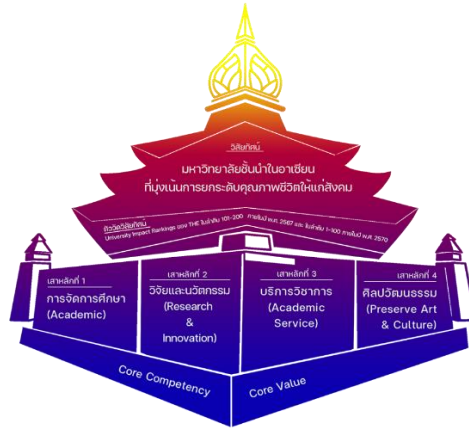 วิสัยทัศน์
มหาวิทยาลัยชั้นนำในอาเซียน
ที่มุ่งเน้นการยกระดับคุณภาพชีวิตให้แก่สังคม
ตัวชี้วัดวิสัยทัศน์
University Impact Rankings ของ THE ในลำดับ 101-200 ภายในปี พ.ศ. 2567 และ ในลำดับ 1-100 ภายในปี พ.ศ. 2570
เสาหลักที่ 1
การจัดการศึกษา
(Academic)
เสาหลักที่ 2
วิจัยและนวัตกรรม
(Research
&
Innovation)
เสาหลักที่ 3
บริการวิชาการ
(Academic
Service)
เสาหลักที่ 4
ศิลปวัฒนธรรม
(Preserve Art
& Culture)
Core Competency
Core Value